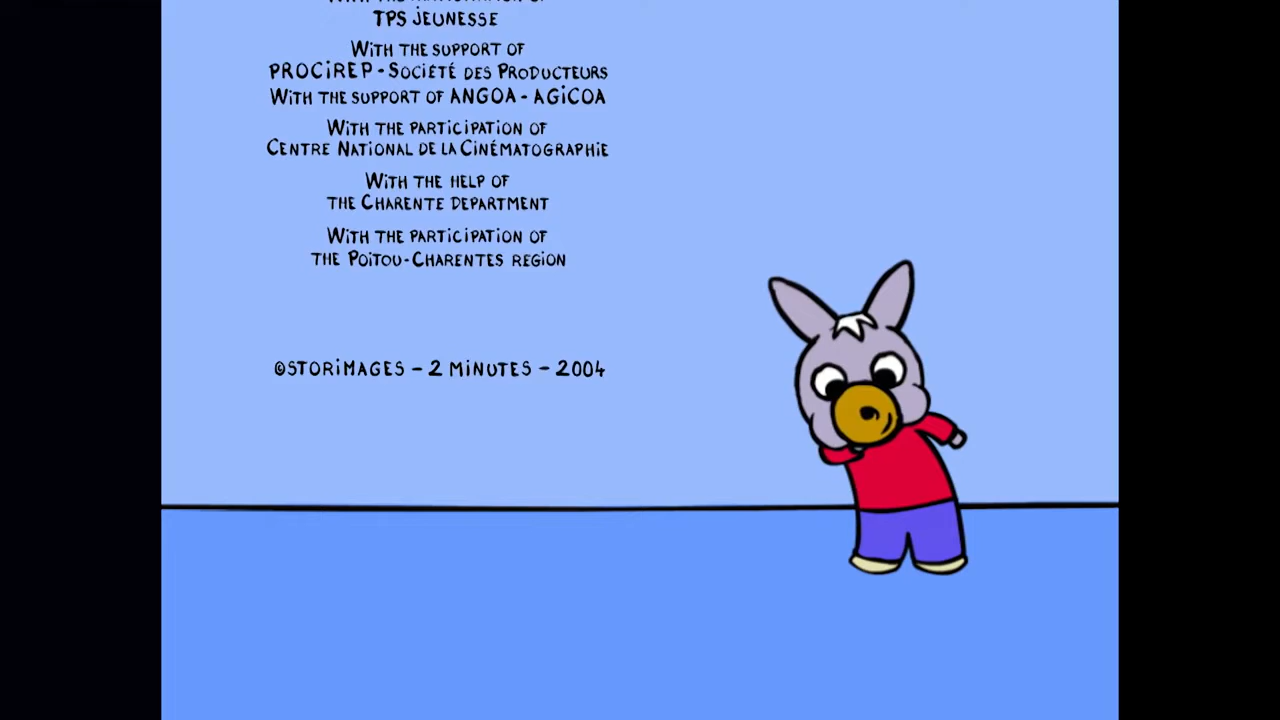 TPS JEUNESSE
WITH THE SUPPORT OF
PROCIREP - SOCIÉTÉ DES PRODUCTEURS
WITH THE SUPPORT OF ANGOA - AGICOA
WITH THE PARTICIPATION OF
CENTRE NATIONAL DE LA CINÉMATOGRAPHIE
WITH THE HELP OF
THE CHARENTE DEPARTMENT
WITH THE PARTICIPATION OF
THE POITOU-CHARENTES REGION
©STORIMAGES - 2 MINUTES - 2004